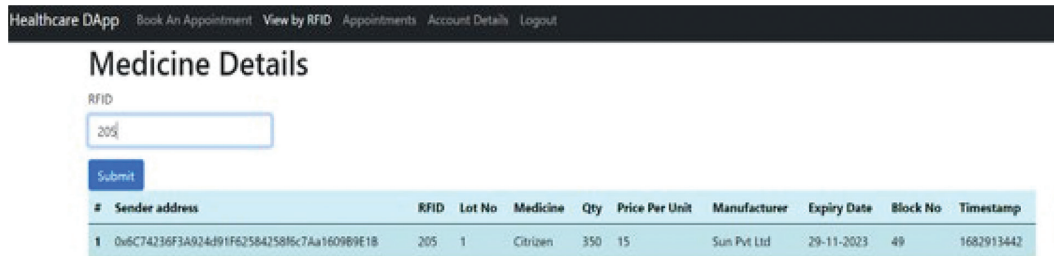 Healthcare DApp Book An Appointment View by RFID Appointments Account Details Logout
Medicine Details
RFID
205
Submit
# Sender address RFID Lot No Medicine Qty Price Per Unit Manufacturer Expiry Date Block No Timestamp
1 0x6C74236F3A924d91F62584258f6c7Aa1609B9E1B 205 1 Citrizen 350 15 Sun Pvt Ltd 29-11-2023 49 1682913442